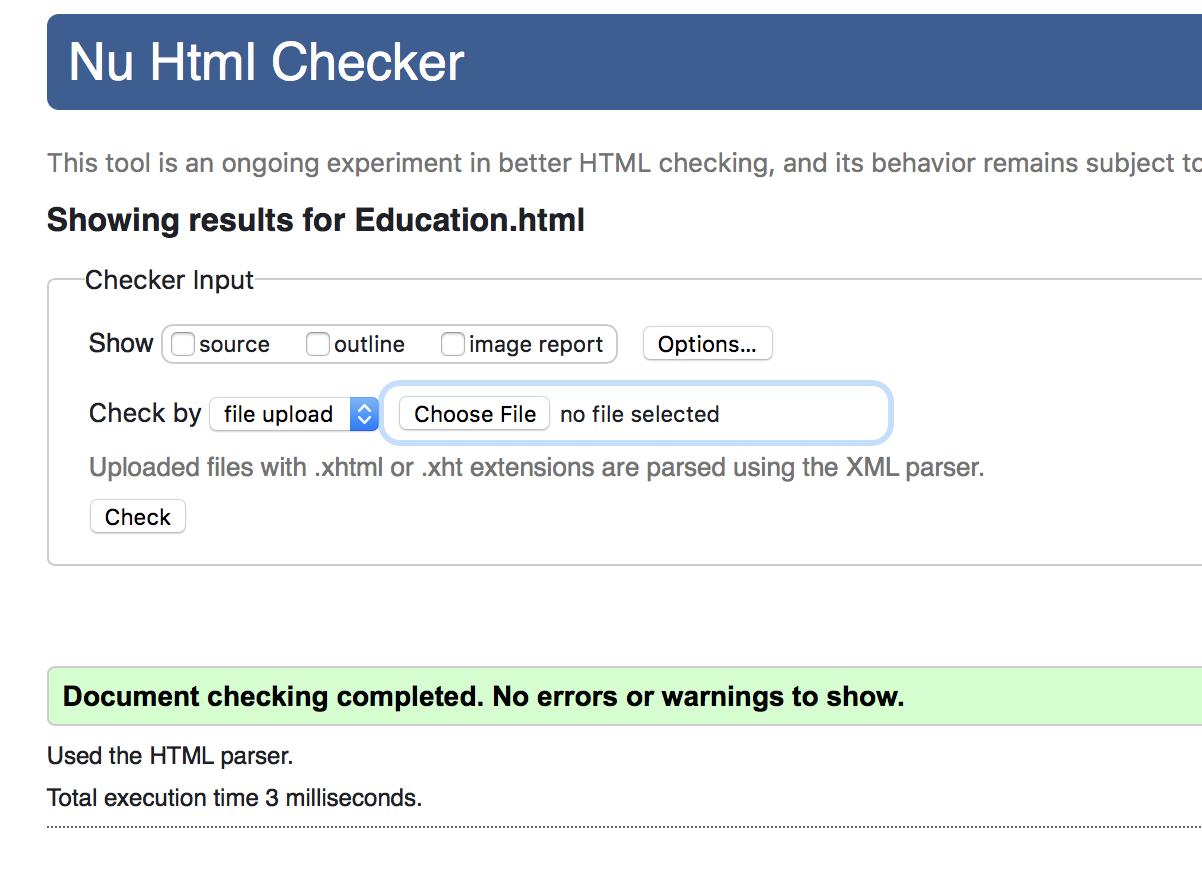 Nu Html Checker
This tool is an ongoing experiment in better HTML checking, and its behavior remains subject to
Showing results for Education.html
Checker Input
Show source outline image report Options...
Check by file upload Choose File no file selected
Uploaded files with .xhtml or .xht extensions are parsed using the XML parser.
Check
Document checking completed. No errors or warnings to show.
Used the HTML parser.
Total execution time 3 milliseconds.